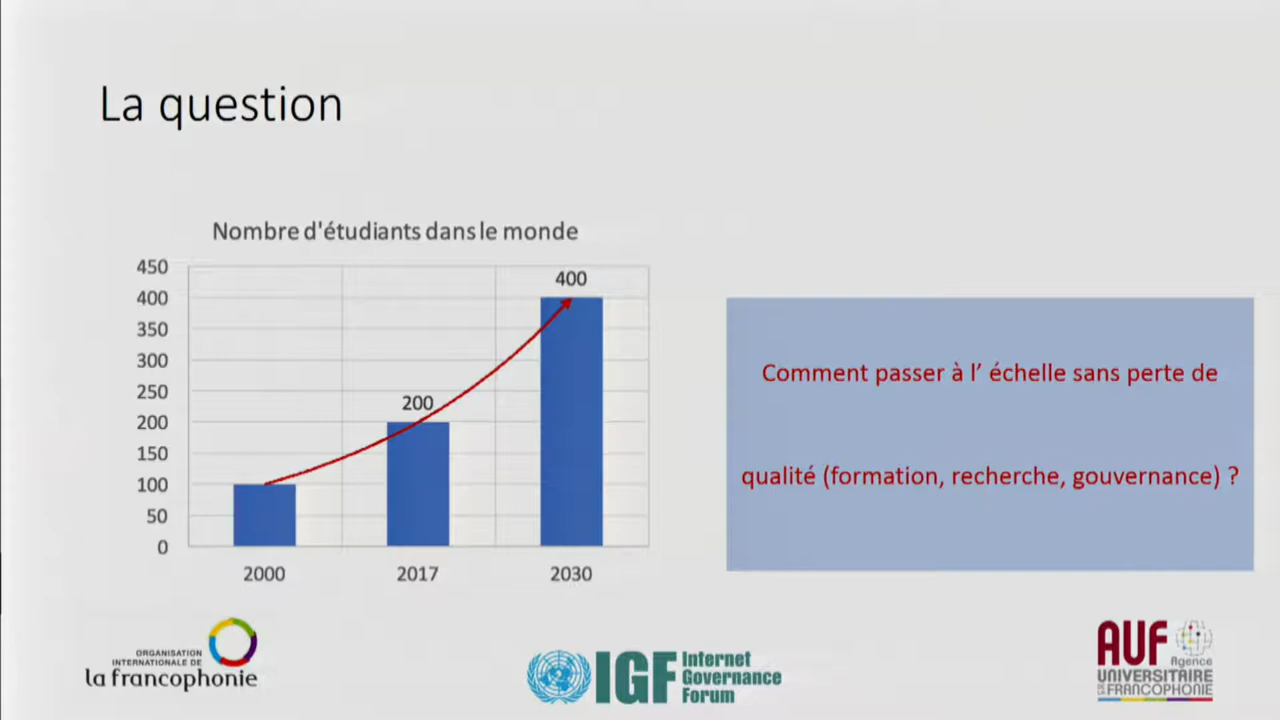 La question
Nombre d'étudiants dans le monde
450
400
350
300
250
200
150
100
50
0
400
200
2000
2017
2030
Comment passer à l' échelle sans perte de
qualité (formation, recherche, gouvernance) ?
ORGANISATION
INTERNATIONALE DE
la francophonie
IGF
Internet
Governance
Forum
AUF
Agence
UNIVERSITAIRE
DE LA FRANCOPHONIE